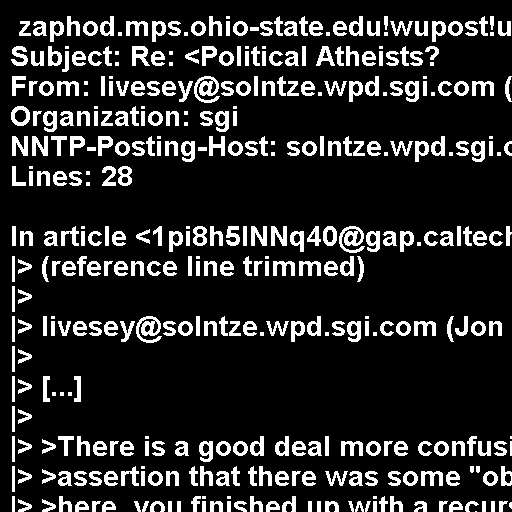 zaphod.mps.ohio-state.edu!wupost!u
Subject: Re: <Political Atheists?
From: livesey@solntze.wpd.sgi.com (
Organization: sgi
NNTP-Posting-Host: solntze.wpd.sgi.c
Lines: 28

In article <1pi8h5INNq40@gap.caltech
|> (reference line trimmed)
|>
|> livesey@solntze.wpd.sgi.com (Jon
|>
|> [...]
|>
|> >There is a good deal more confusi
|> >assertion that there was some "ob
|> >here, you finished up with a recurs